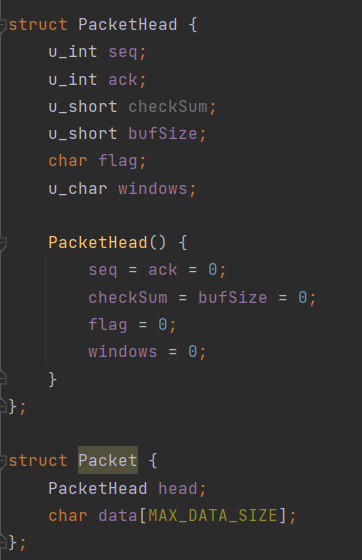 struct PacketHead {
    u_int seq;
    u_int ack;
    u_short checkSum;
    u_short bufSize;
    char flag;
    u_char windows;

    PacketHead() {
        seq = ack = 0;
        checkSum = bufSize = 0;
        flag = 0;
        windows = 0;
    }
};

struct Packet {
    PacketHead head;
    char data[MAX_DATA_SIZE];
};